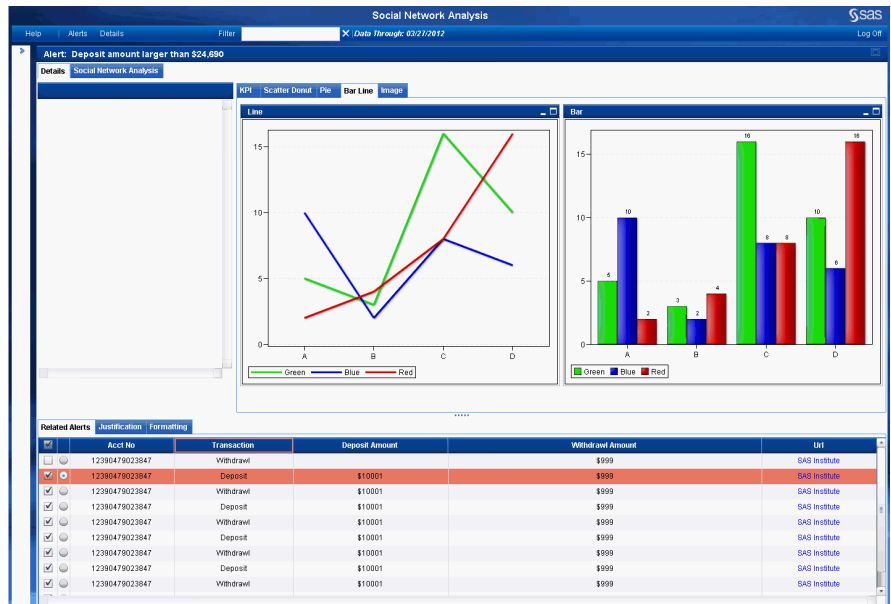 Social Network Analysis
sas
Help | Alerts Details Filter Data Through: 03/27/2012 Log Off
Alert: Deposit amount larger than $24,690
Details Social Network Analysis
KPI Scatter Donut Pie Bar Line Image
Line
15
10
5
0
A B C D
Green Blue Red
Bar
15
10
5
0
5 10 2 3 2 4 16 8 8 10 6 16
A B C D
Green Blue Red
Related Alerts Justification Formatting
Acct No Transaction Deposit Amount Withdrawl Amount Url
12390479023847 Withdrawl $999 SAS Institute
12390479023847 Deposit $10001 $999 SAS Institute
12390479023847 Withdrawl $10001 $999 SAS Institute
12390479023847 Deposit $10001 $999 SAS Institute
12390479023847 Withdrawl $10001 $999 SAS Institute
12390479023847 Deposit $10001 $999 SAS Institute
12390479023847 Withdrawl $10001 $999 SAS Institute
12390479023847 Deposit $10001 $999 SAS Institute
12390479023847 Withdrawl $10001 $999 SAS Institute